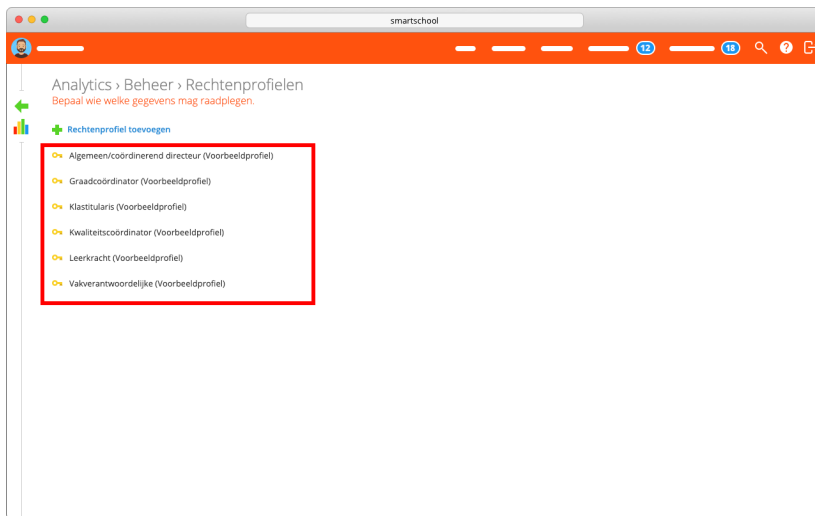 smartschool
12
18
?
Analytics › Beheer › Rechtenprofielen
Bepaal wie welke gegevens mag raadplegen.
Rechtenprofiel toevoegen
Algemeen/coördinerend directeur (Voorbeeldprofiel)
Graadcoördinator (Voorbeeldprofiel)
Klastitularis (Voorbeeldprofiel)
Kwaliteitscoördinator (Voorbeeldprofiel)
Leerkracht (Voorbeeldprofiel)
Vakverantwoordelijke (Voorbeeldprofiel)